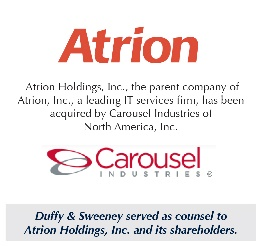 Atrion
Atrion Holdings, Inc., the parent company of
Atrion, Inc., a leading IT services firm, has been
acquired by Carousel Industries of
North America, Inc.
Carousel
INDUSTRIES®
Duffy & Sweeney served as counsel to
Atrion Holdings, Inc. and its shareholders.